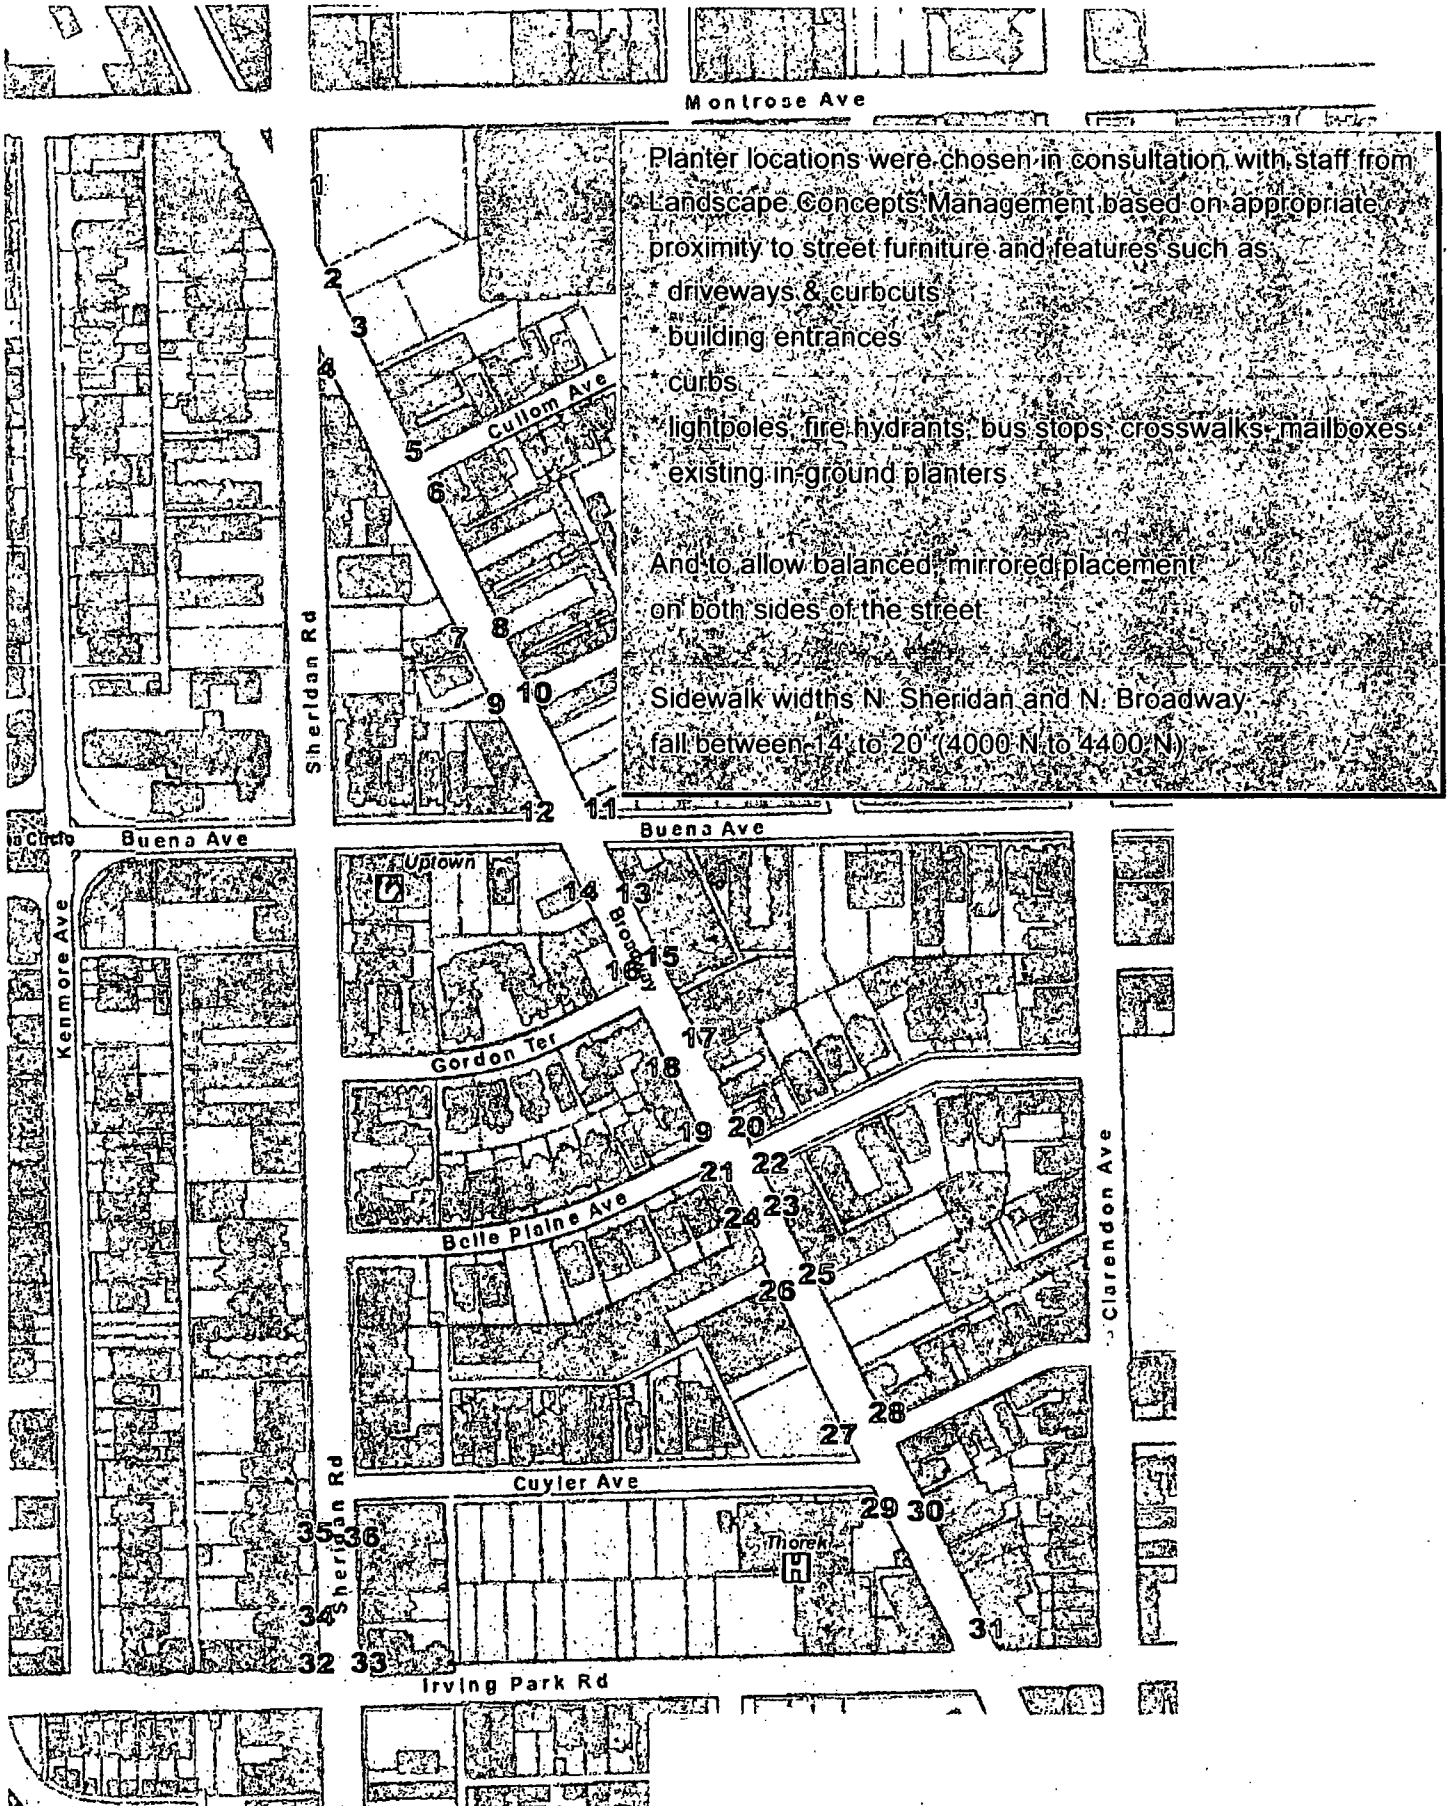 Montrose Ave
Planter locations were chosen in consultation with staff from
Landscape Concepts Management based on appropriate
proximity to street furniture and features such as
* driveways & curbcuts
* building entrances
* curbs
* lightpoles, fire hydrants, bus stops, crosswalks, mailboxes
* existing in-ground planters
And to allow balanced, mirrored placement
on both sides of the street.
Sidewalk widths N. Sheridan and N. Broadway
fall between 14' to 20' (4000 N to 4400 N)
1
2
3
4
Cullom Ave
5
6
Sheridan Rd
7
8
9
10
12
11
Buena Ave
Buena Ave
Uptown
14
13
Broadway
Kenmore Ave
15
16
Gordon Ter
17
18
19
20
21
22
Belle Plaine Ave
23
24
Clarendon Ave
25
26
28
27
Cuyler Ave
Sheridan Rd
29
30
35
36
Thorek
H
34
31
32
33
Irving Park Rd